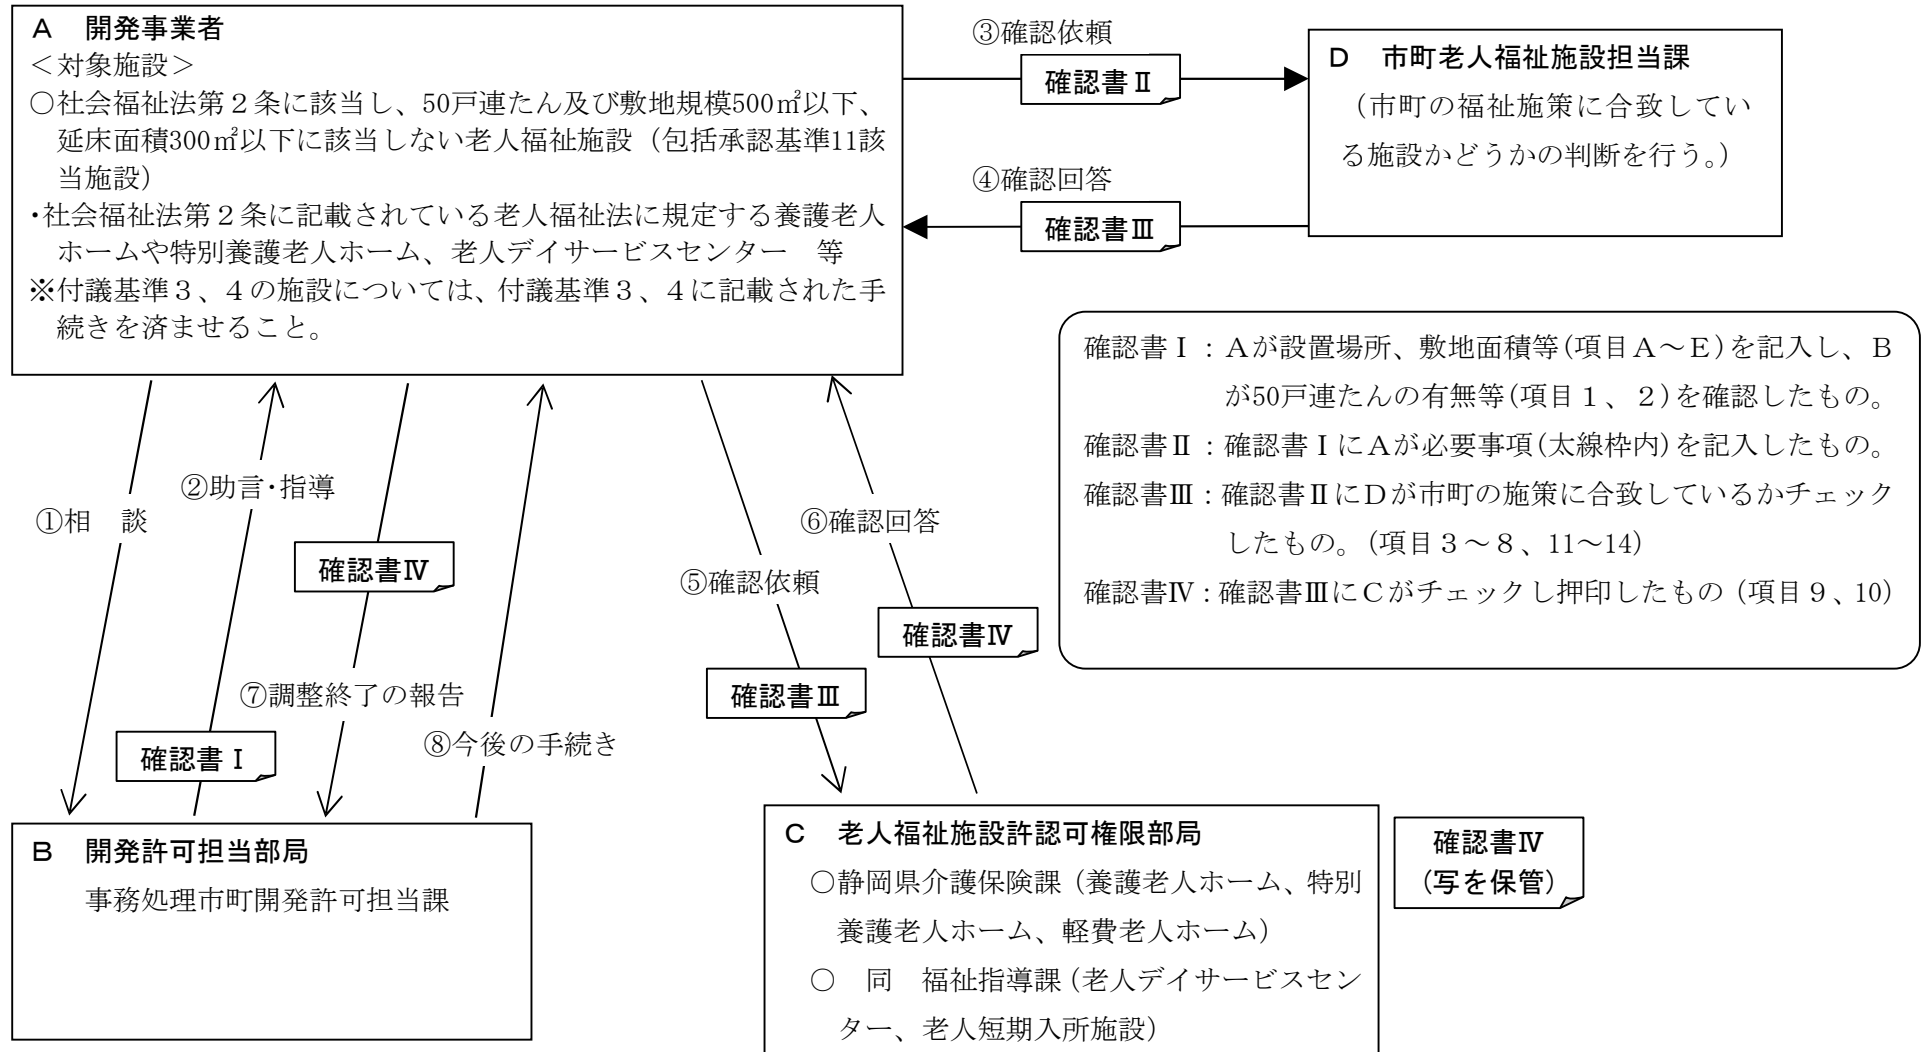 A　開発事業者
＜対象施設＞
○社会福祉法第２条に該当し、50戸連たん及び敷地規模500㎡以下、
延床面積300㎡以下に該当しない老人福祉施設（包括承認基準11該
当施設）
・社会福祉法第２条に記載されている老人福祉法に規定する養護老人
ホームや特別養護老人ホーム、老人デイサービスセンター　等
※付議基準３、４の施設については、付議基準３、４に記載された手
続きを済ませること。
③確認依頼
確認書Ⅱ
④確認回答
確認書Ⅲ
D　市町老人福祉施設担当課
（市町の福祉施策に合致してい
る施設かどうかの判断を行う。）
確認書Ⅰ：Ａが設置場所、敷地面積等(項目Ａ～Ｅ)を記入し、Ｂ
が50戸連たんの有無等(項目１、２)を確認したもの。
確認書Ⅱ：確認書ⅠにＡが必要事項(太線枠内)を記入したもの。
確認書Ⅲ：確認書ⅡにＤが市町の施策に合致しているかチェック
したもの。（項目３～８、11～14）
確認書Ⅳ：確認書ⅢにＣがチェックし押印したもの（項目９、10）
①相　談
②助言・指導
確認書Ⅰ
確認書Ⅳ
⑦調整終了の報告
⑧今後の手続き
⑤確認依頼
確認書Ⅲ
⑥確認回答
確認書Ⅳ
B　開発許可担当部局
事務処理市町開発許可担当課
C　老人福祉施設許認可権限部局
○静岡県介護保険課（養護老人ホーム、特別
養護老人ホーム、軽費老人ホーム）
○　同　福祉指導課（老人デイサービスセン
ター、老人短期入所施設）
確認書Ⅳ
（写を保管）